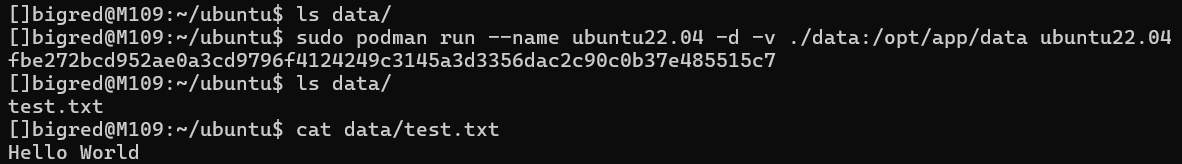 []bigred@M109:~/ubuntu$ ls data/
[]bigred@M109:~/ubuntu$ sudo podman run --name ubuntu22.04 -d -v ./data:/opt/app/data ubuntu22.04
fbe272bcd952ae0a3cd9796f4124249c3145a3d3356dac2c90c0b37e485515c7
[]bigred@M109:~/ubuntu$ ls data/
test.txt
[]bigred@M109:~/ubuntu$ cat data/test.txt
Hello World